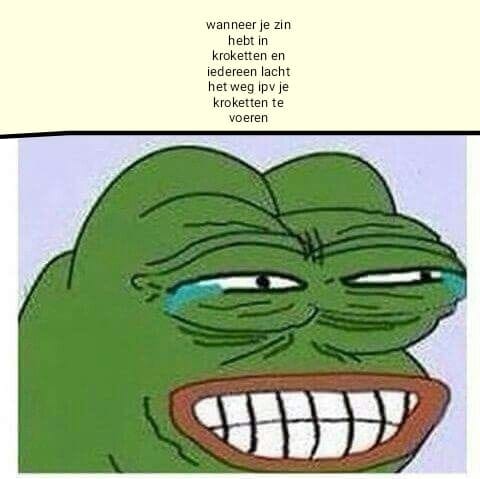 wanneer je zin
hebt in
kroketten en
iedereen lacht
het weg ipv je
kroketten te
voeren